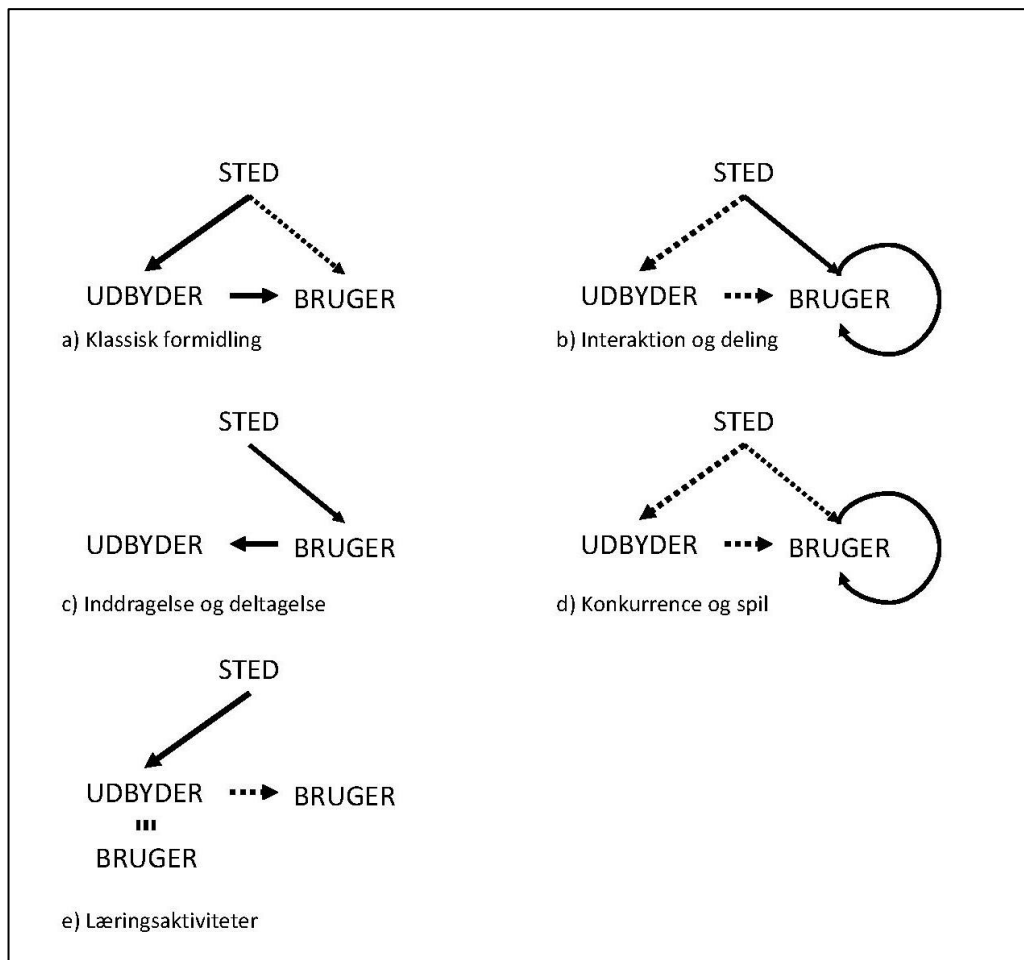 STED
UDBYDER BRUGER
a) Klassisk formidling
STED
UDBYDER BRUGER
b) Interaktion og deling
STED
UDBYDER BRUGER
c) Inddragelse og deltagelse
STED
UDBYDER BRUGER
d) Konkurrence og spil
STED
UDBYDER BRUGER
BRUGER
e) Læringsaktiviteter